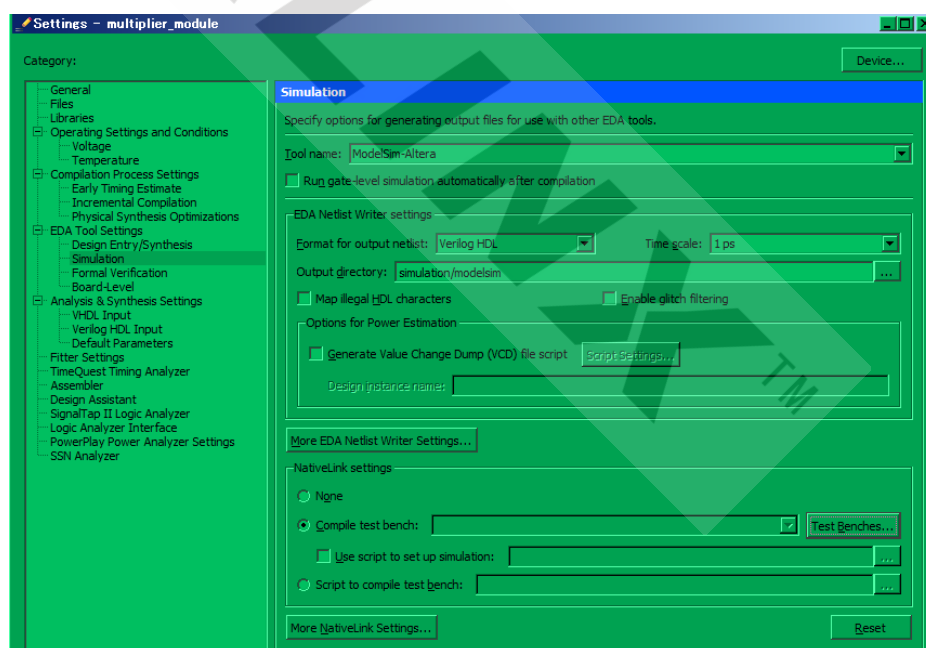 Settings - multiplier_module
Category:
Device...
General
Files
Libraries
Operating Settings and Conditions
Voltage
Temperature
Compilation Process Settings
Early Timing Estimate
Incremental Compilation
Physical Synthesis Optimizations
EDA Tool Settings
Design Entry/Synthesis
Simulation
Formal Verification
Board-Level
Analysis & Synthesis Settings
VHDL Input
Verilog HDL Input
Default Parameters
Fitter Settings
TimeQuest Timing Analyzer
Assembler
Design Assistant
SignalTap II Logic Analyzer
Logic Analyzer Interface
PowerPlay Power Analyzer Settings
SSN Analyzer
Simulation
Specify options for generating output files for use with other EDA tools.
Tool name: ModelSim-Altera
Run gate-level simulation automatically after compilation
EDA Netlist Writer settings
Format for output netlist: Verilog HDL Time scale: 1 ps
Output directory: simulation/modelsim ...
Map illegal HDL characters Enable glitch filtering
Options for Power Estimation
Generate Value Change Dump (VCD) file script Script Settings...
Design instance name:
More EDA Netlist Writer Settings...
NativeLink settings
None
Compile test bench: Test Benches...
Use script to set up simulation: ...
Script to compile test bench: ...
More NativeLink Settings... Reset
TM